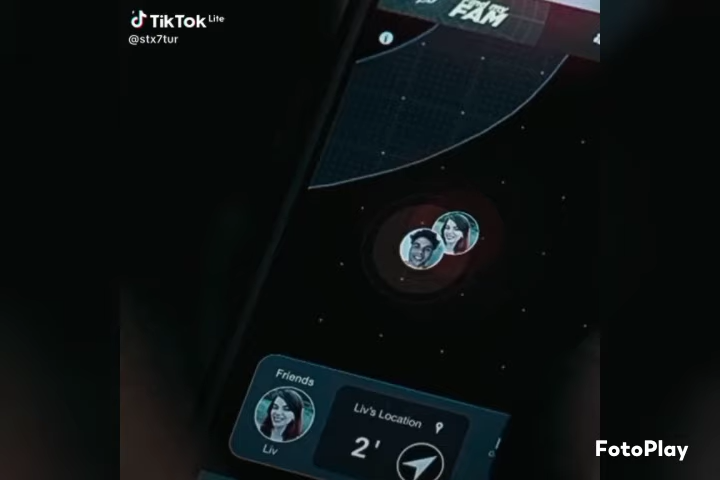 TikTok Lite
@stx7tur
FAM
Friends
Liv's Location
2'
Liv
FotoPlay